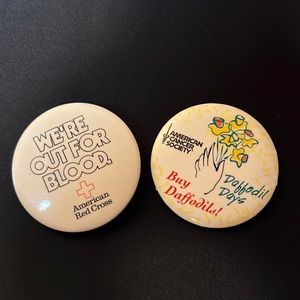 WE'RE
OUT FOR
BLOOD.
American
Red Cross
AMERICAN
CANCER
SOCIETY
Buy
Daffodils!
Daffodil
Days